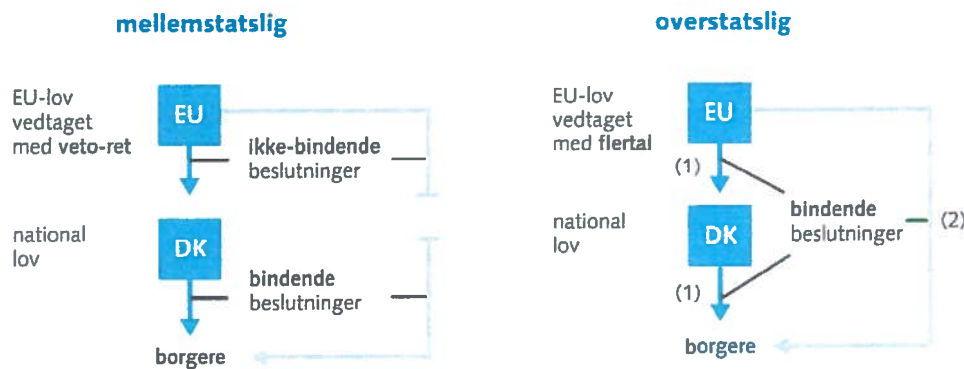 mellemstatslig
EU-lov
vedtaget
med veto-ret
EU
ikke-bindende
beslutninger
national
lov
DK
bindende
beslutninger
borgere
overstatslig
EU-lov
vedtaget
med flertal
EU
(1)
bindende
beslutninger
(2)
national
lov
DK
(1)
borgere